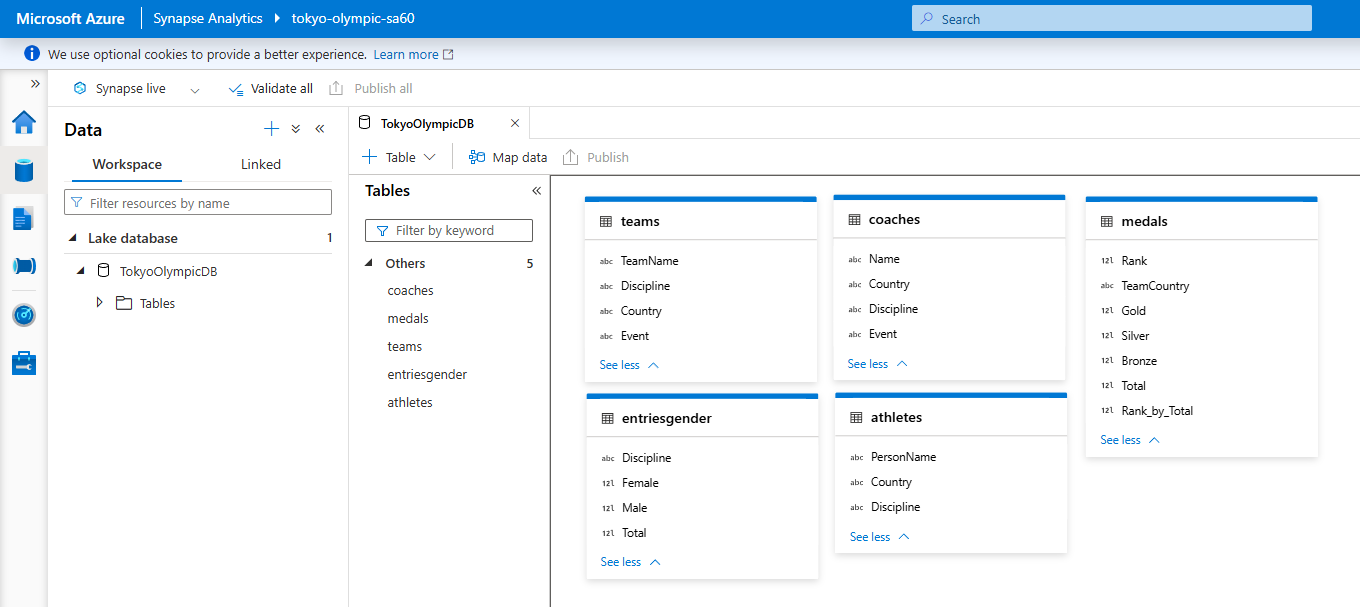 Microsoft Azure
Synapse Analytics
tokyo-olympic-sa60
Search
We use optional cookies to provide a better experience. Learn more
Synapse live
Validate all
Publish all
Data
Workspace
Linked
Filter resources by name
Lake database 1
TokyoOlympicDB
Tables
TokyoOlympicDB
Table
Map data
Publish
Tables
Filter by keyword
Others 5
coaches
medals
teams
entriesgender
athletes
teams
abc TeamName
abc Discipline
abc Country
abc Event
See less
coaches
abc Name
abc Country
abc Discipline
abc Event
See less
medals
12l Rank
abc TeamCountry
12l Gold
12l Silver
12l Bronze
12l Total
12l Rank_by_Total
See less
entriesgender
abc Discipline
12l Female
12l Male
12l Total
See less
athletes
abc PersonName
abc Country
abc Discipline
See less